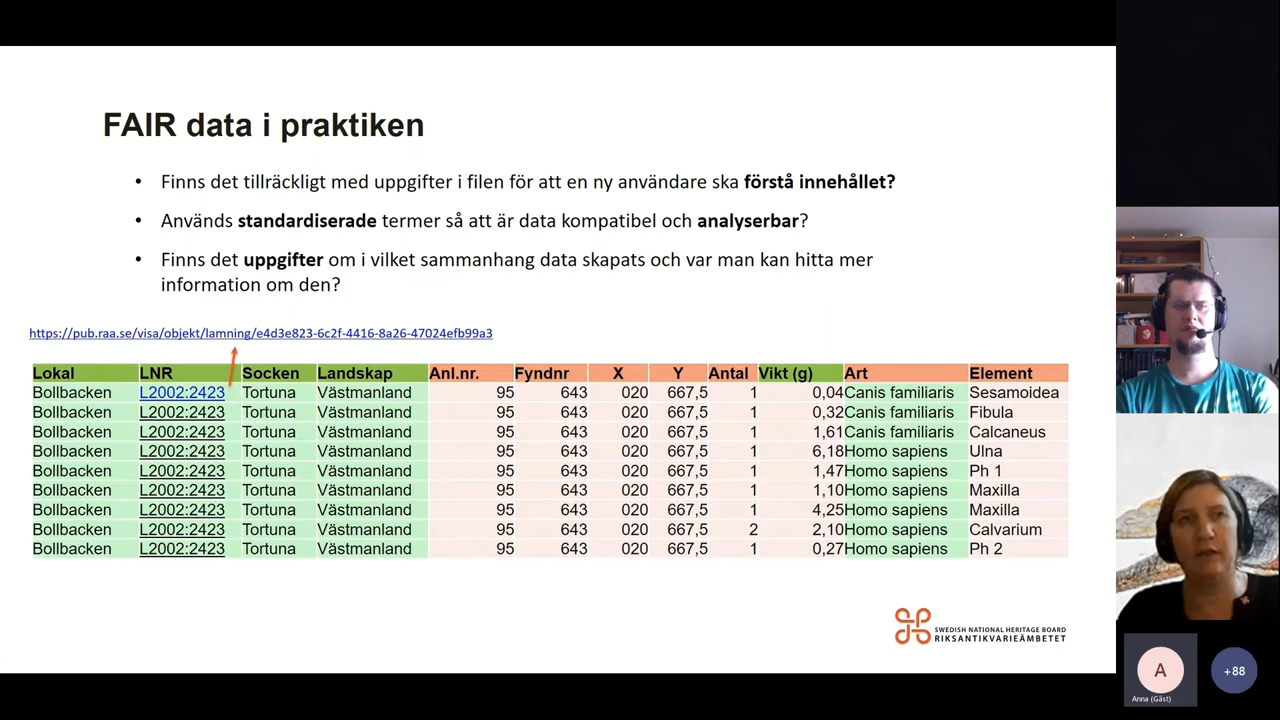 FAIR data i praktiken
• Finns det tillräckligt med uppgifter i filen för att en ny användare ska förstå innehållet?
• Används standardiserade termer så att är data kompatibel och analyserbar?
• Finns det uppgifter om i vilket sammanhang data skapats och var man kan hitta mer
information om den?
https://pub.raa.se/visa/objekt/lamning/e4d3e823-6c2f-4416-8a26-47024efb99a3
Lokal LNR Socken Landskap Anl.nr. Fyndnr X Y Antal Vikt (g) Art Element
Bollbacken L2002:2423 Tortuna Västmanland 95 643 020 667,5 1 0,04 Canis familiaris Sesamoidea
Bollbacken L2002:2423 Tortuna Västmanland 95 643 020 667,5 1 0,32 Canis familiaris Fibula
Bollbacken L2002:2423 Tortuna Västmanland 95 643 020 667,5 1 1,61 Canis familiaris Calcaneus
Bollbacken L2002:2423 Tortuna Västmanland 95 643 020 667,5 1 6,18 Homo sapiens Ulna
Bollbacken L2002:2423 Tortuna Västmanland 95 643 020 667,5 1 1,47 Homo sapiens Ph 1
Bollbacken L2002:2423 Tortuna Västmanland 95 643 020 667,5 1 1,10 Homo sapiens Maxilla
Bollbacken L2002:2423 Tortuna Västmanland 95 643 020 667,5 1 4,25 Homo sapiens Maxilla
Bollbacken L2002:2423 Tortuna Västmanland 95 643 020 667,5 2 2,10 Homo sapiens Calvarium
Bollbacken L2002:2423 Tortuna Västmanland 95 643 020 667,5 1 0,27 Homo sapiens Ph 2
SWEDISH NATIONAL HERITAGE BOARD
RIKSANTIKVARIEÄMBETET
A
Anna (Gäst)
+88